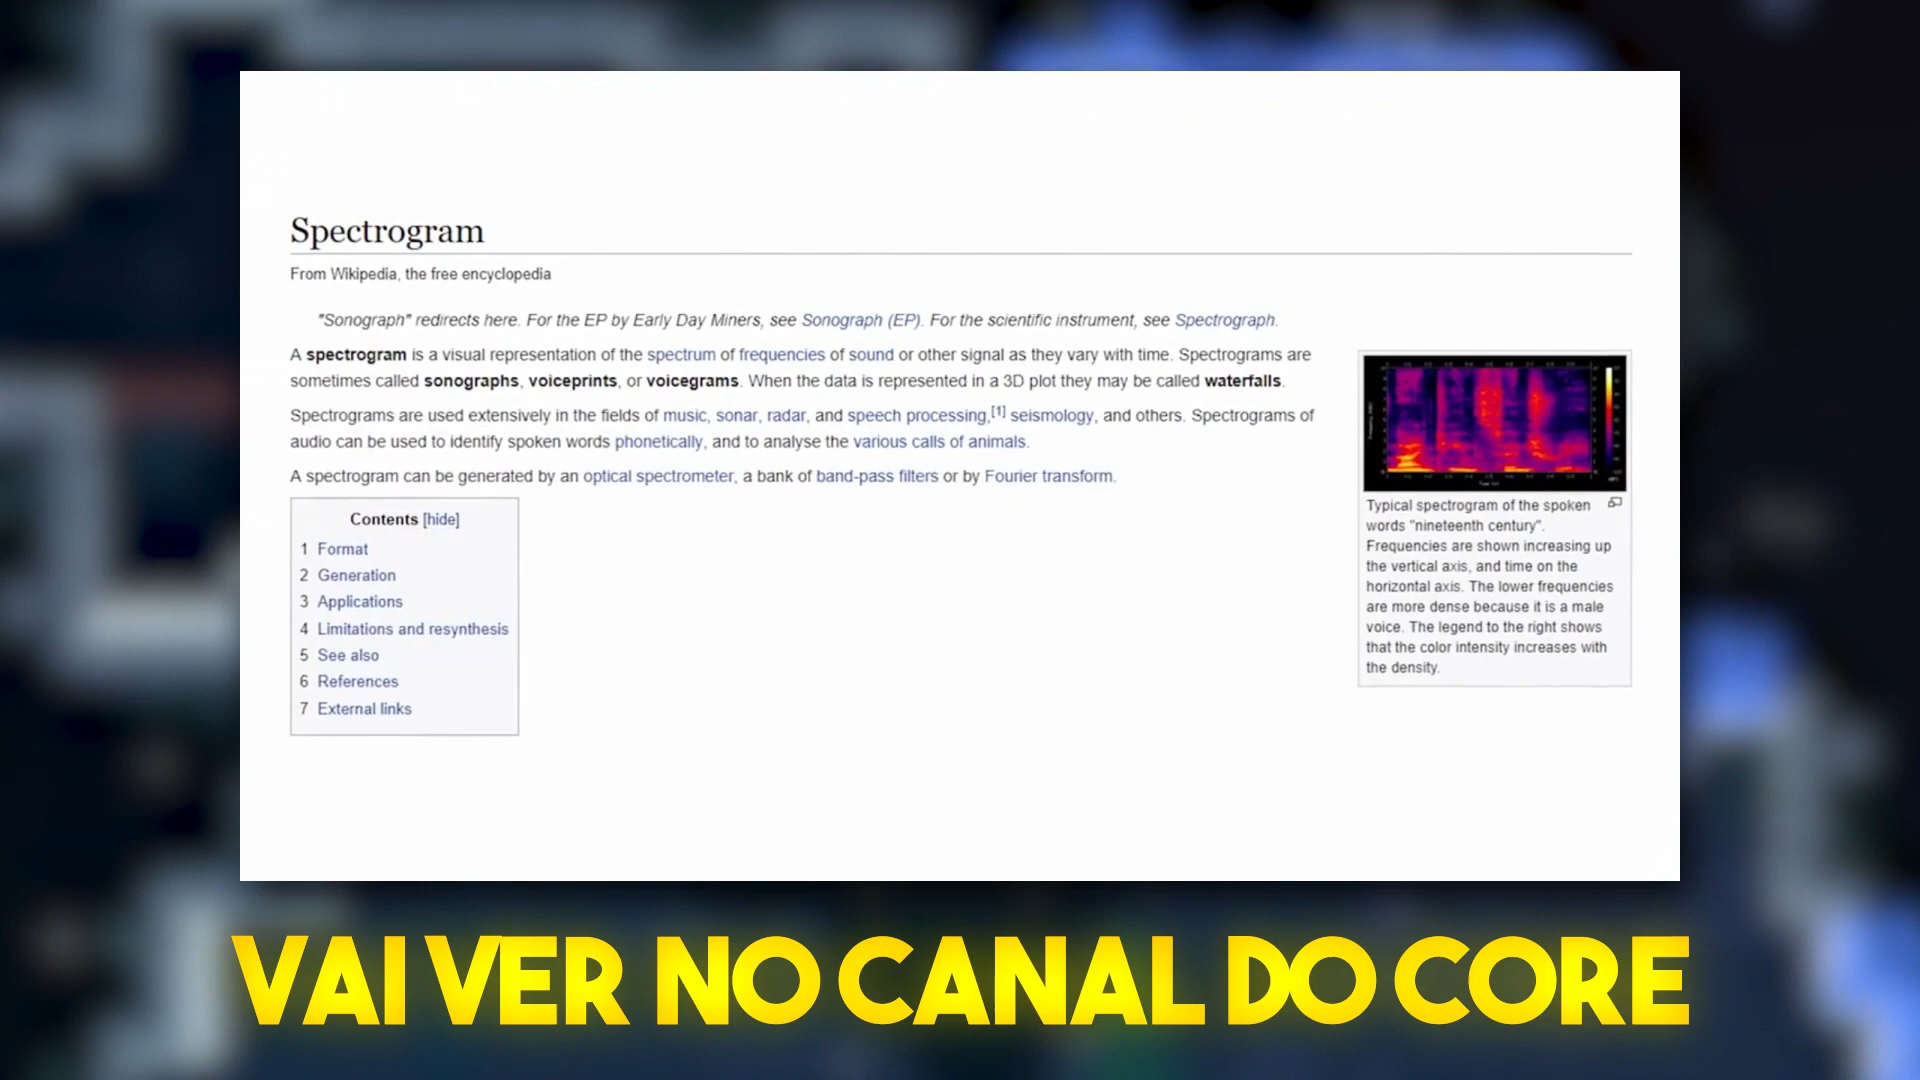 Spectrogram
From Wikipedia, the free encyclopedia
"Sonograph" redirects here. For the EP by Early Day Miners, see Sonograph (EP). For the scientific instrument, see Spectrograph.
A spectrogram is a visual representation of the spectrum of frequencies of sound or other signal as they vary with time. Spectrograms are
sometimes called sonographs, voiceprints, or voicegrams. When the data is represented in a 3D plot they may be called waterfalls.
Spectrograms are used extensively in the fields of music, sonar, radar, and speech processing,[1] seismology, and others. Spectrograms of
audio can be used to identify spoken words phonetically, and to analyse the various calls of animals.
A spectrogram can be generated by an optical spectrometer, a bank of band-pass filters or by Fourier transform.
Contents [hide]
1 Format
2 Generation
3 Applications
4 Limitations and resynthesis
5 See also
6 References
7 External links
Typical spectrogram of the spoken
words "nineteenth century".
Frequencies are shown increasing up
the vertical axis, and time on the
horizontal axis. The lower frequencies
are more dense because it is a male
voice. The legend to the right shows
that the color intensity increases with
the density.
VAI VER NO CANAL DO CORE